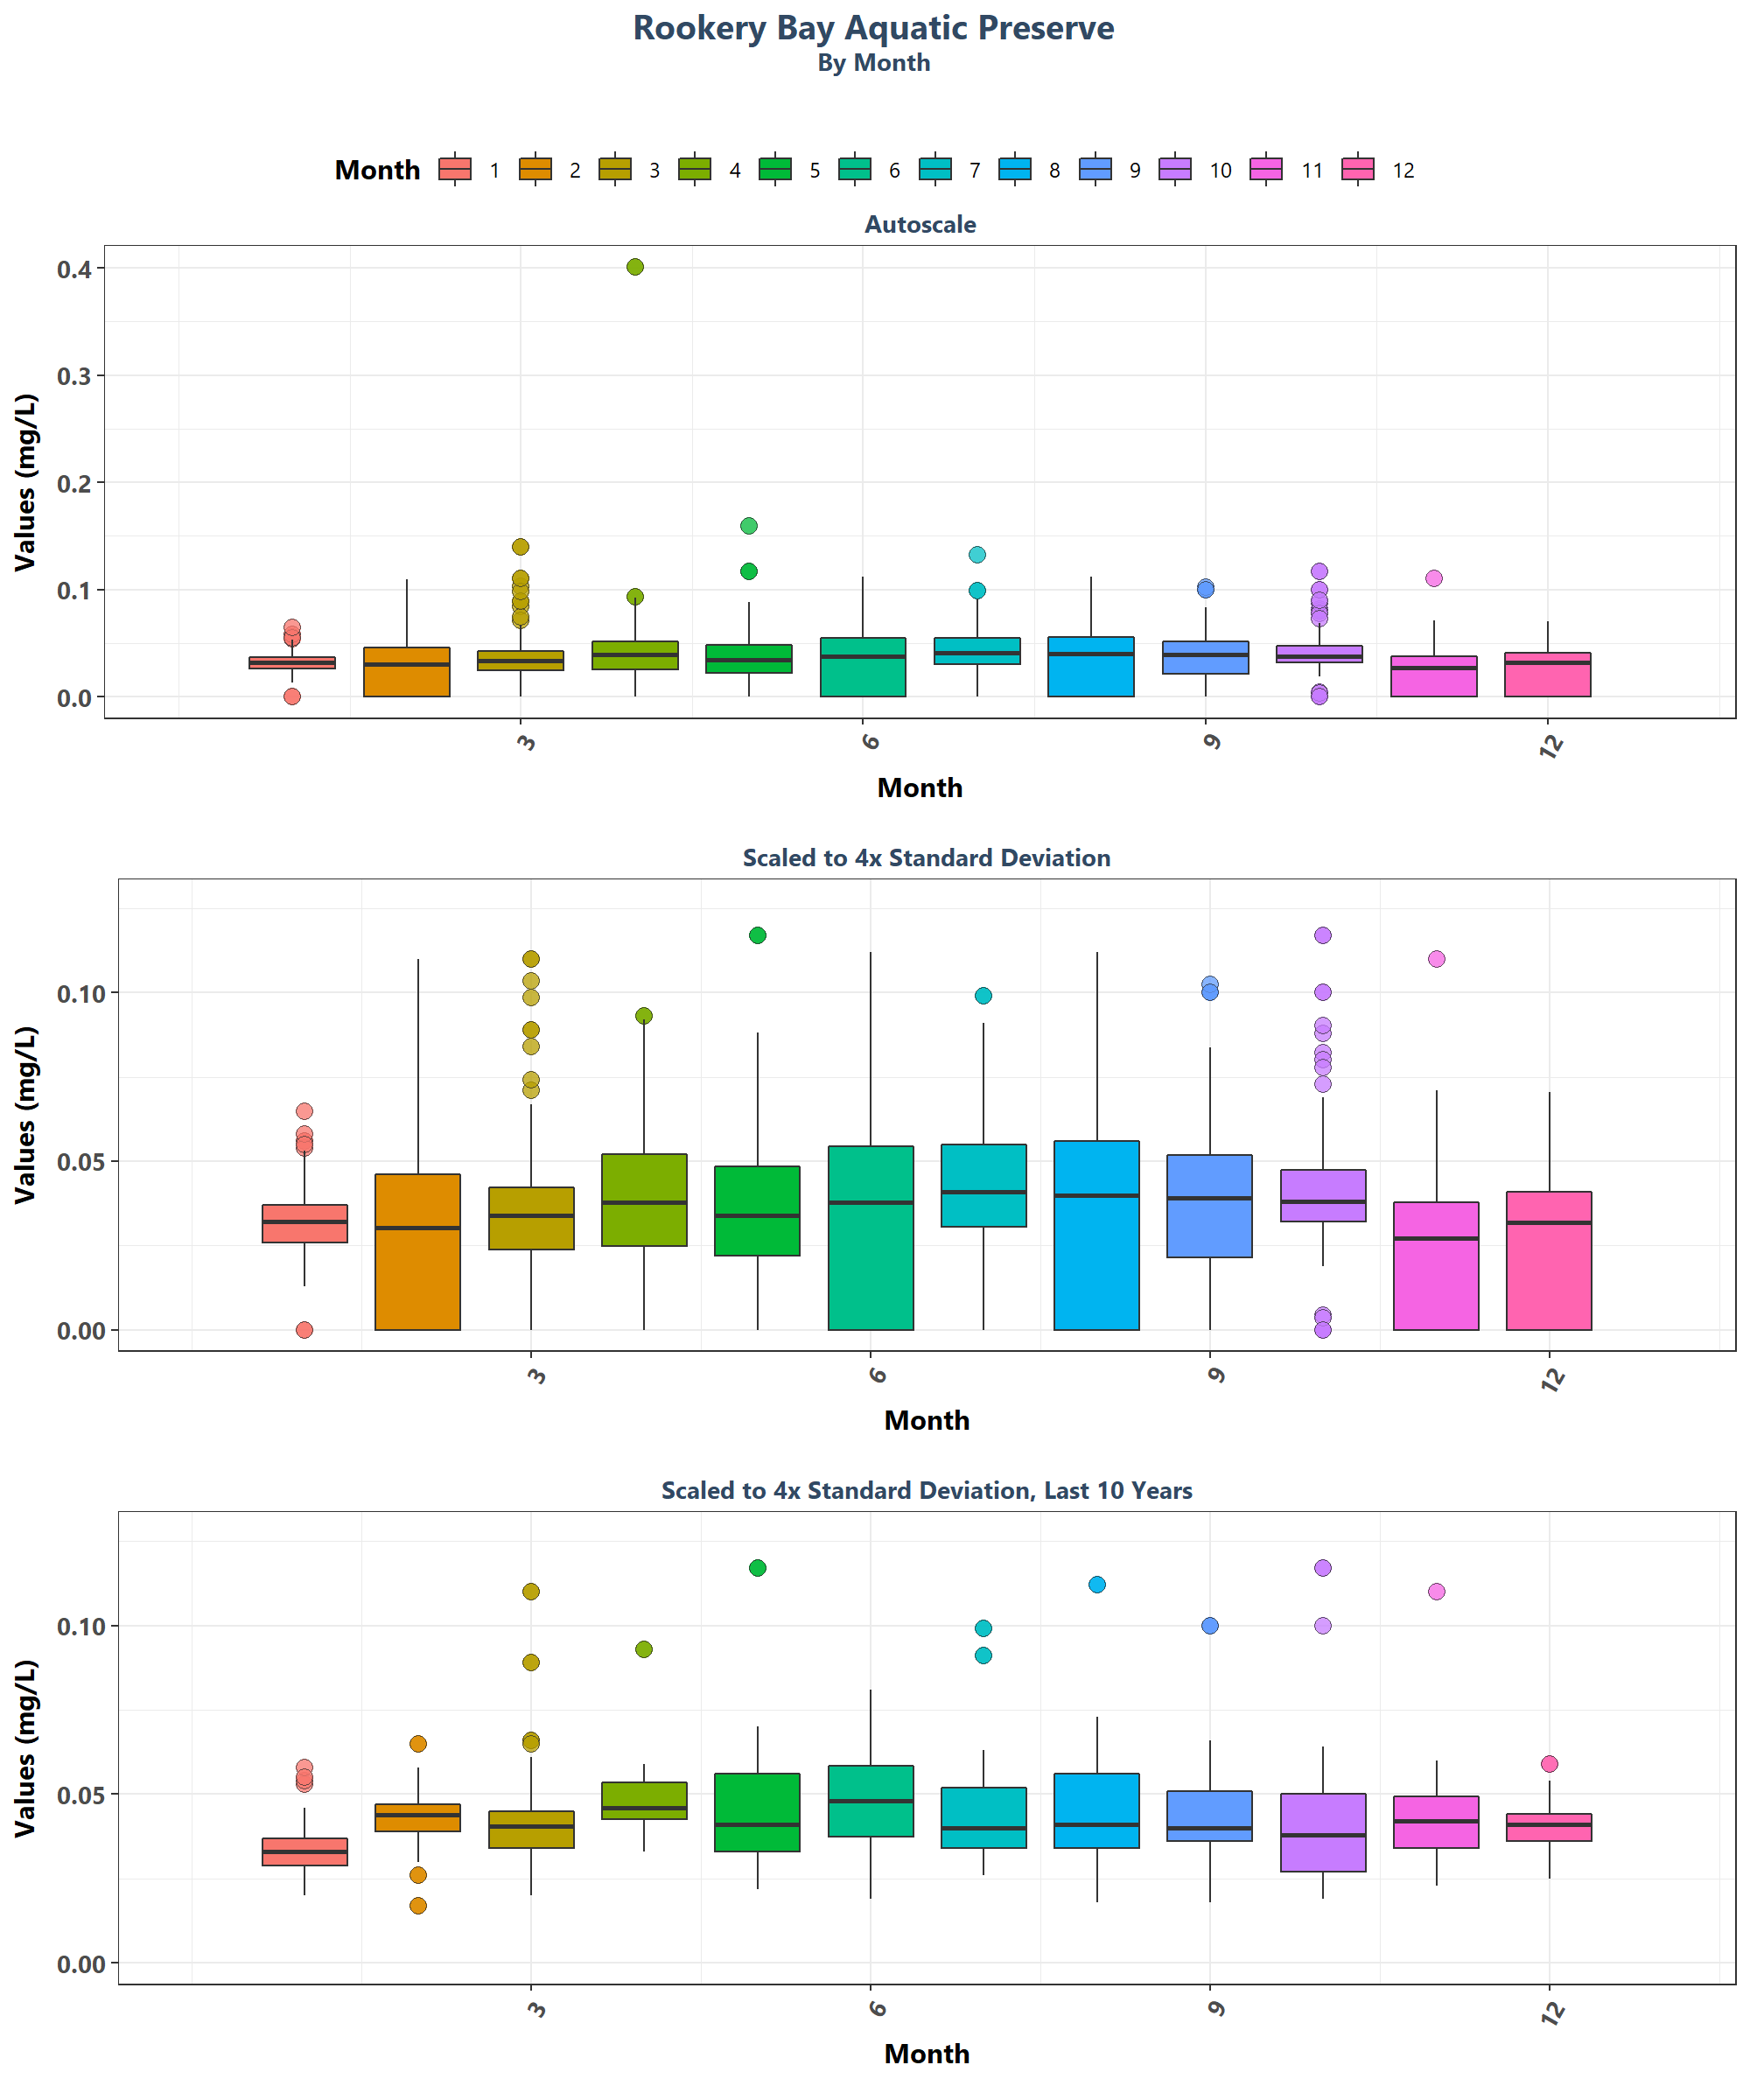 Rookery Bay Aquatic Preserve
By Month
Month 1 2 3 4 5 6 7 8 9 10 11 12
Autoscale
Values (mg/L)
0.4
0.3
0.2
0.1
0.0
3 6 9 12
Month
Scaled to 4x Standard Deviation
Values (mg/L)
0.10
0.05
0.00
3 6 9 12
Month
Scaled to 4x Standard Deviation, Last 10 Years
Values (mg/L)
0.10
0.05
0.00
3 6 9 12
Month